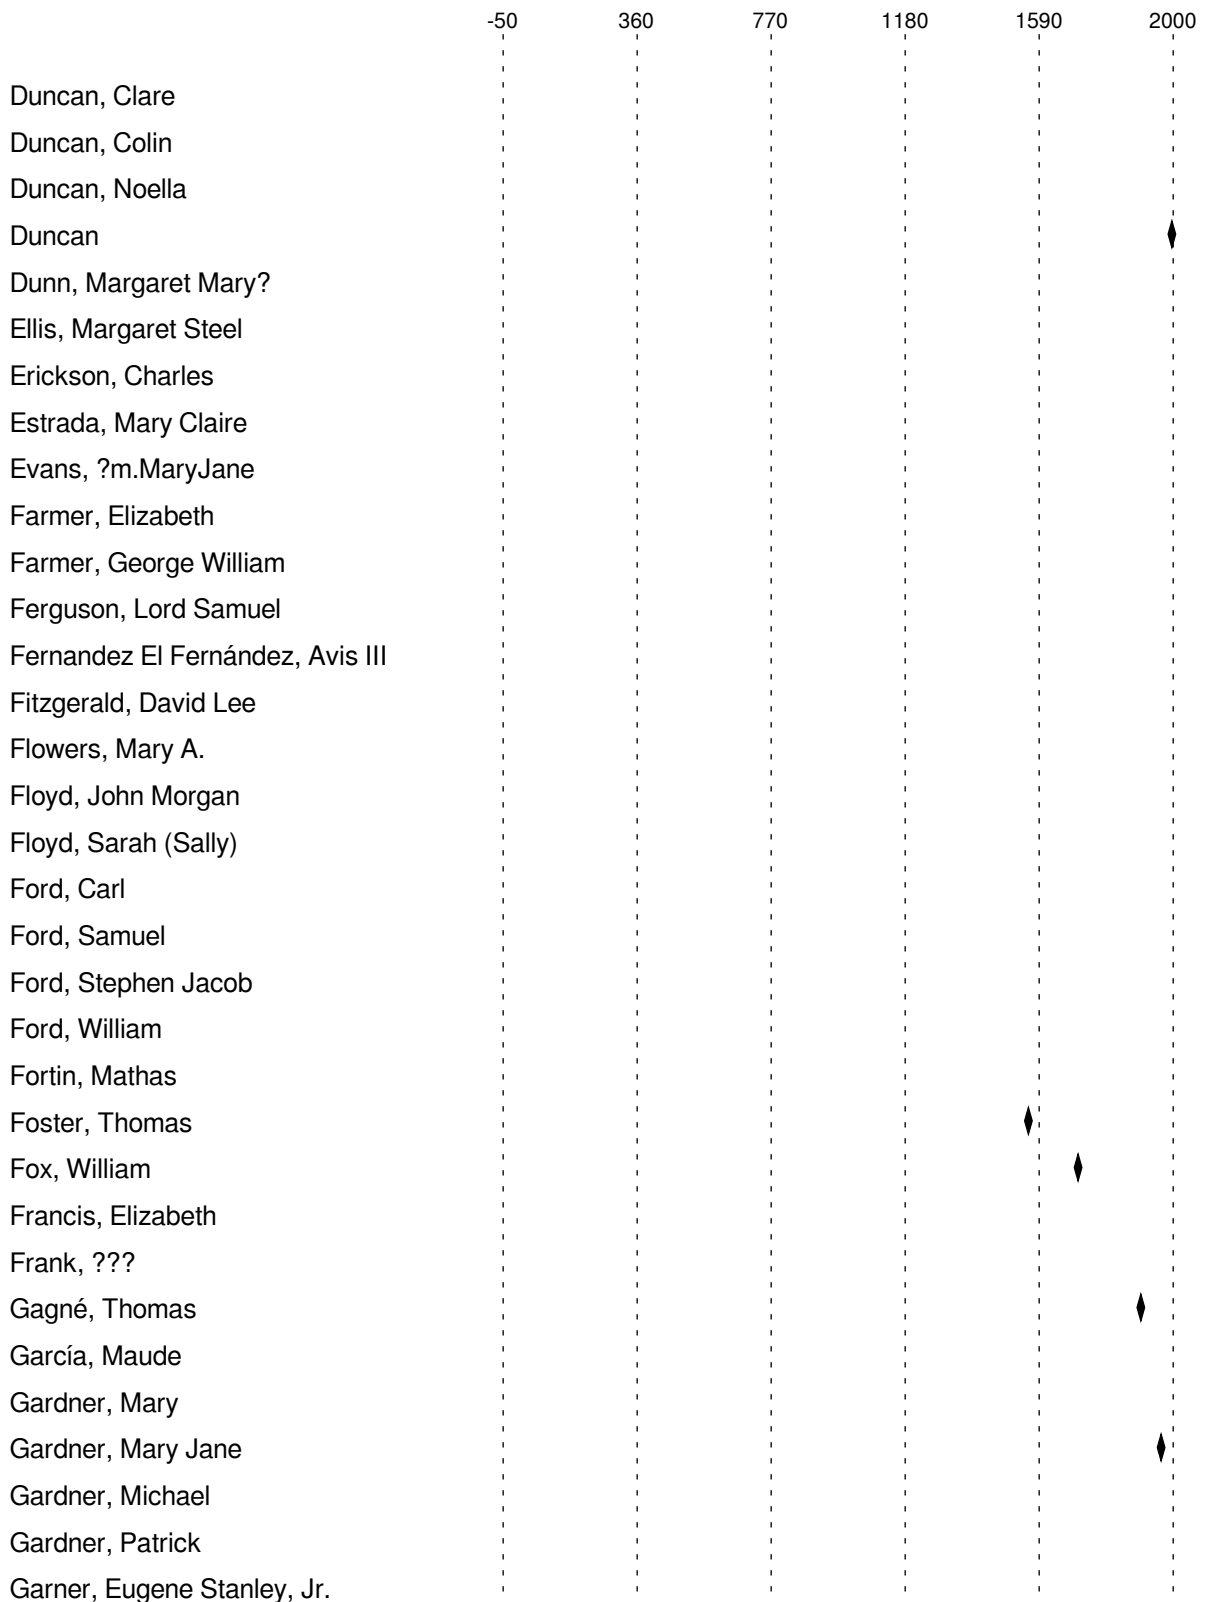 -50 360 770 1180 1590 2000
Duncan, Clare
Duncan, Colin
Duncan, Noella
Duncan
Dunn, Margaret Mary?
Ellis, Margaret Steel
Erickson, Charles
Estrada, Mary Claire
Evans, ?m.MaryJane
Farmer, Elizabeth
Farmer, George William
Ferguson, Lord Samuel
Fernandez El Fernández, Avis III
Fitzgerald, David Lee
Flowers, Mary A.
Floyd, John Morgan
Floyd, Sarah (Sally)
Ford, Carl
Ford, Samuel
Ford, Stephen Jacob
Ford, William
Fortin, Mathas
Foster, Thomas
Fox, William
Francis, Elizabeth
Frank, ???
Gagné, Thomas
García, Maude
Gardner, Mary
Gardner, Mary Jane
Gardner, Michael
Gardner, Patrick
Garner, Eugene Stanley, Jr.